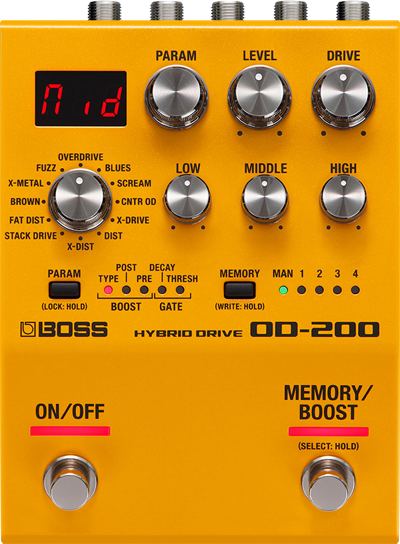 PARAM LEVEL DRIVE
Mid
OVERDRIVE
FUZZ BLUES
X-METAL SCREAM
BROWN CNTR OD
FAT DIST X-DRIVE
STACK DRIVE DIST
X-DIST
LOW MIDDLE HIGH
PARAM
(LOCK: HOLD)
POST DECAY
TYPE PRE THRESH
BOOST GATE
MEMORY
(WRITE: HOLD)
MAN 1 2 3 4
BOSS HYBRID DRIVE OD-200
ON/OFF
MEMORY/
BOOST
(SELECT: HOLD)